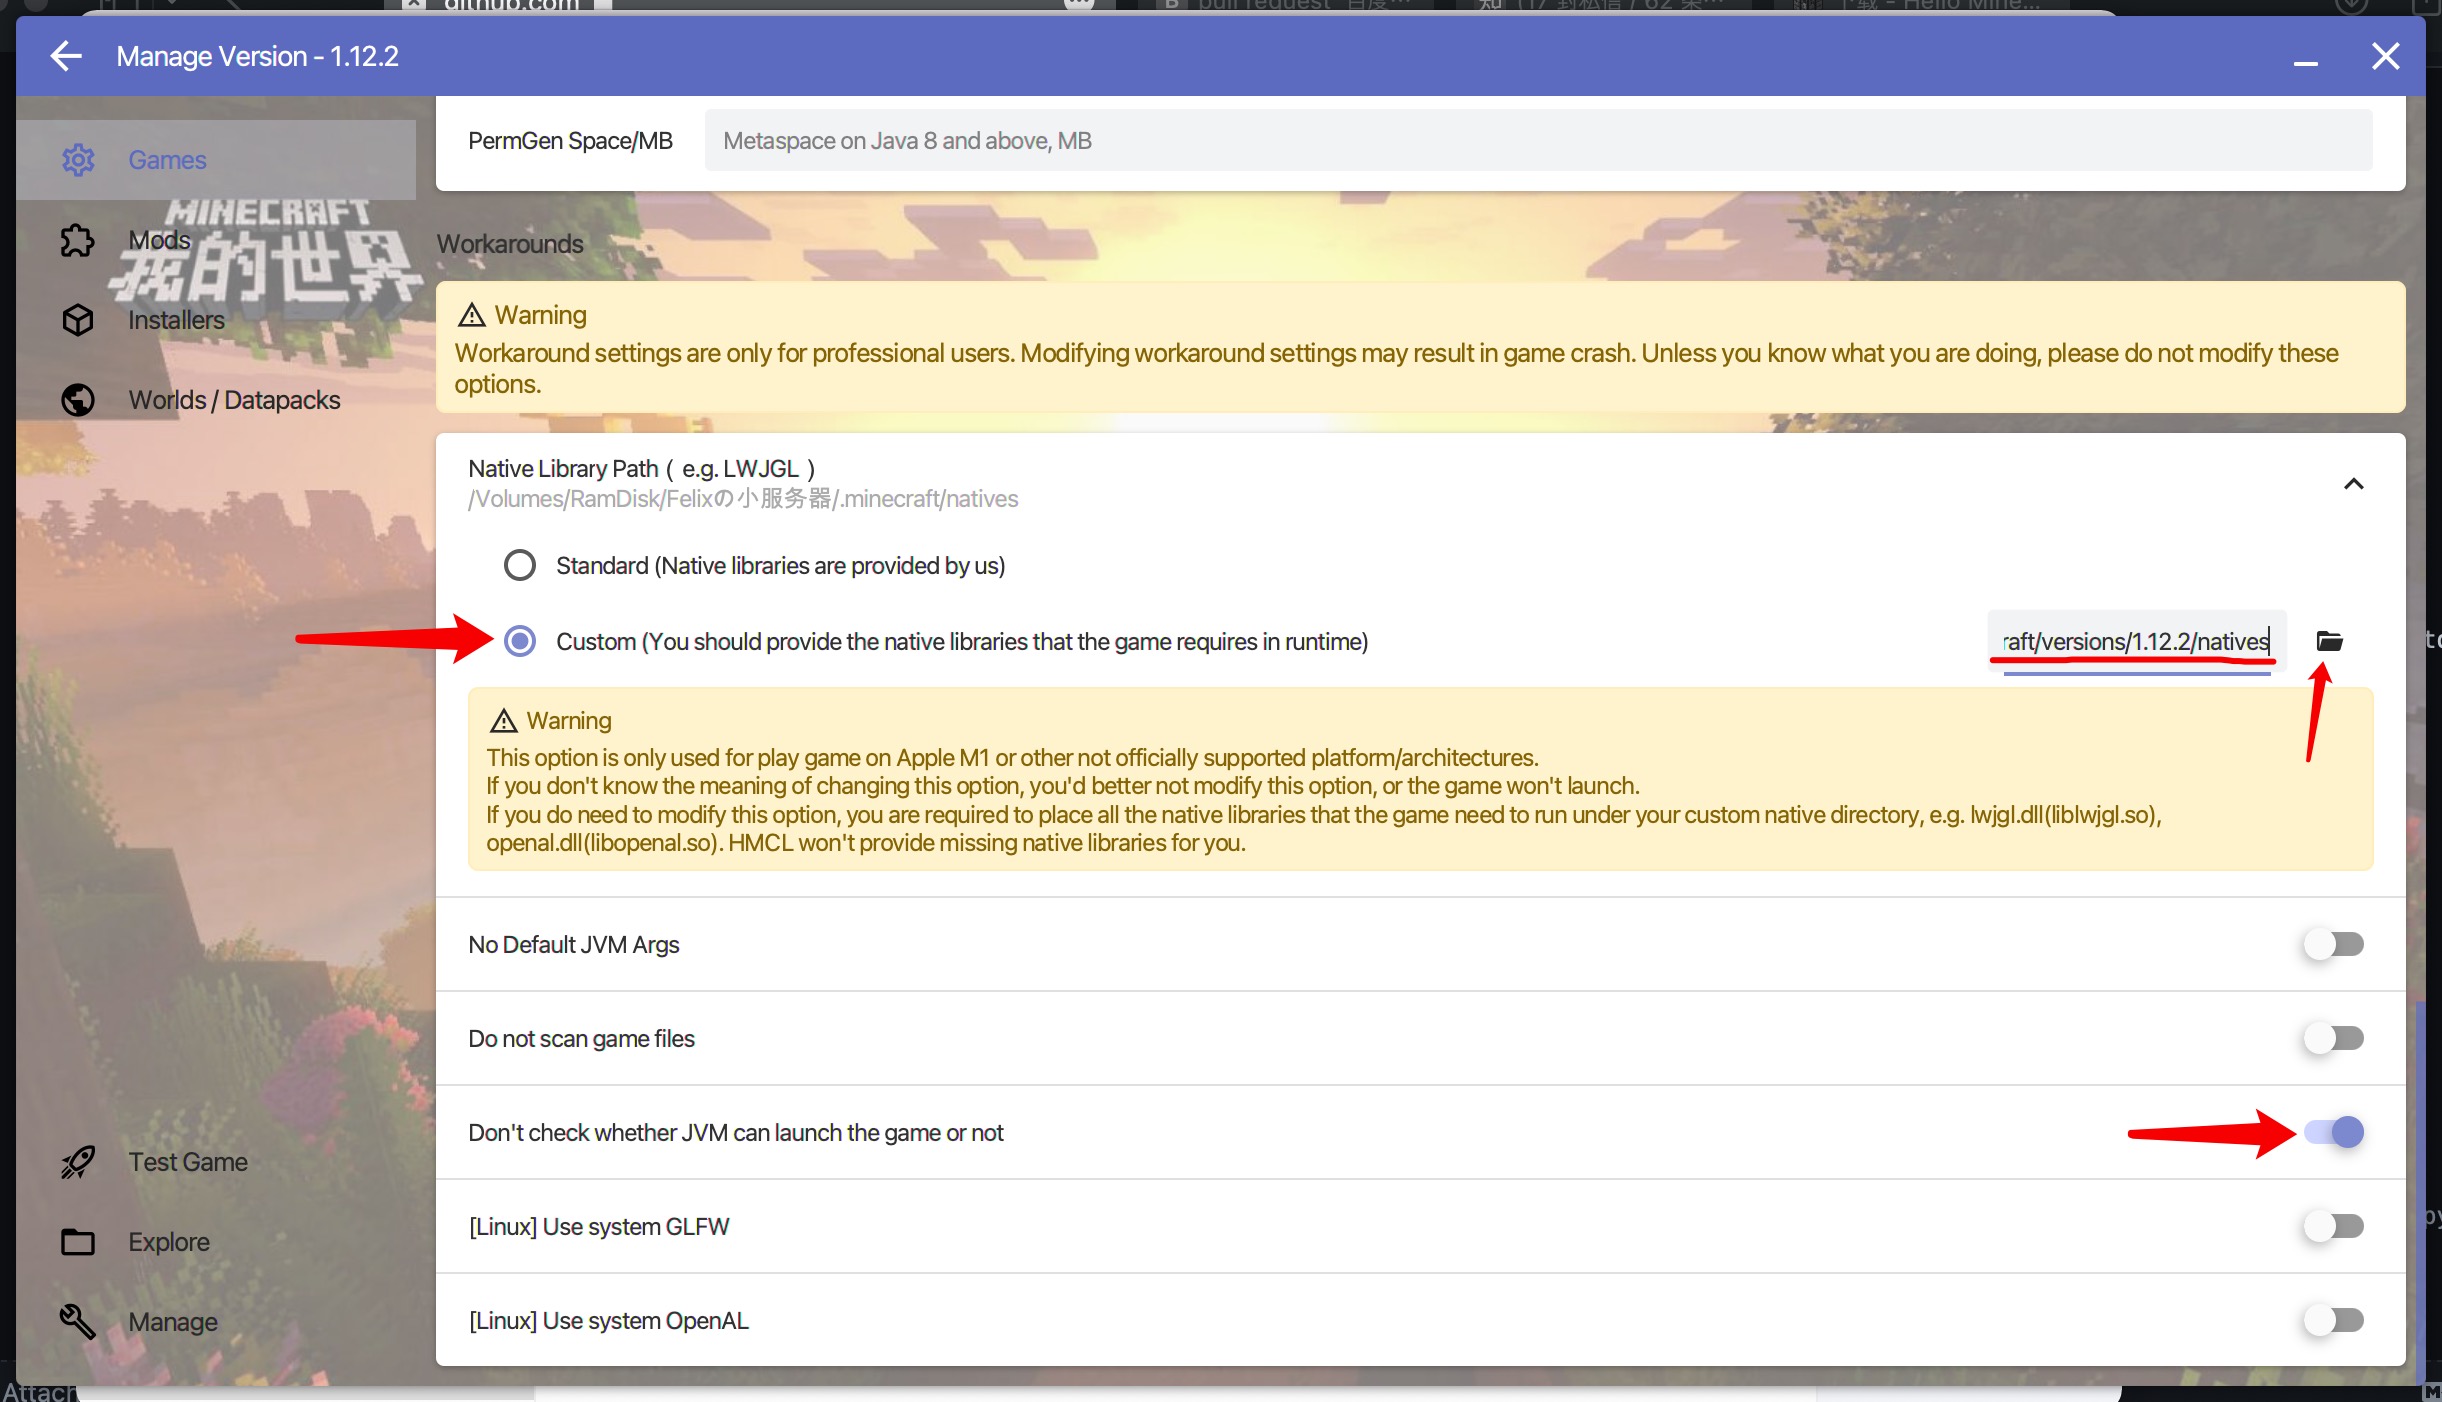 github.com
Manage Version - 1.12.2
Games
MINECRAFT
我的世界
Mods
Installers
Worlds / Datapacks
Test Game
Explore
Manage
PermGen Space/MB
Metaspace on Java 8 and above, MB
Workarounds
Warning
Workaround settings are only for professional users. Modifying workaround settings may result in game crash. Unless you know what you are doing, please do not modify these
options.
Native Library Path ( e.g. LWJGL )
/Volumes/RamDisk/Felixの小服务器/.minecraft/natives
Standard (Native libraries are provided by us)
Custom (You should provide the native libraries that the game requires in runtime)
raft/versions/1.12.2/natives
Warning
This option is only used for play game on Apple M1 or other not officially supported platform/architectures.
If you don't know the meaning of changing this option, you'd better not modify this option, or the game won't launch.
If you do need to modify this option, you are required to place all the native libraries that the game need to run under your custom native directory, e.g. lwjgl.dll(liblwjgl.so),
openal.dll(libopenal.so). HMCL won't provide missing native libraries for you.
No Default JVM Args
Do not scan game files
Don't check whether JVM can launch the game or not
[Linux] Use system GLFW
[Linux] Use system OpenAL
Attach